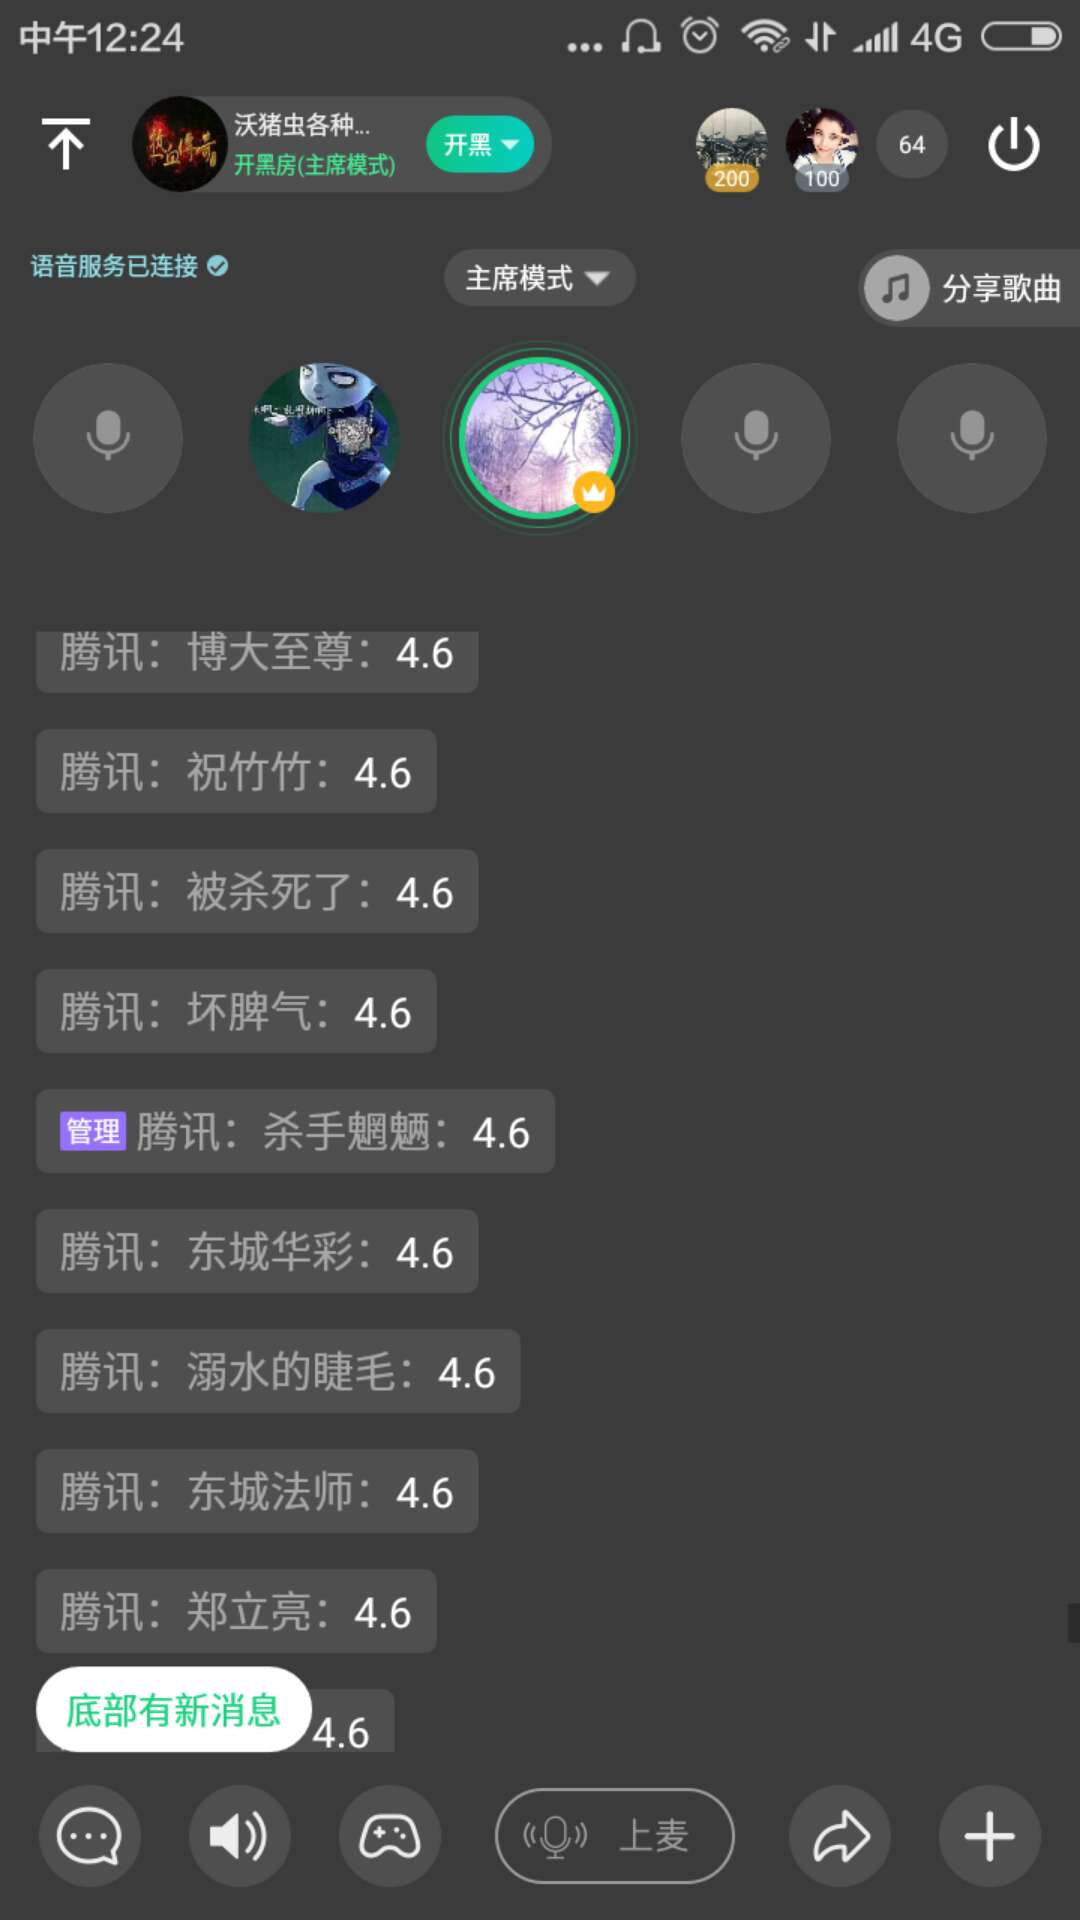 中午12:24
4G
沃猪虫各种...
开黑房(主席模式)
开黑
200
100
64
语音服务已连接
主席模式
分享歌曲
热血传奇
腾讯：博大至尊：4.6
腾讯：祝竹竹：4.6
腾讯：被杀死了：4.6
腾讯：坏脾气：4.6
管理 腾讯：杀手魍魉：4.6
腾讯：东城华彩：4.6
腾讯：溺水的睫毛：4.6
腾讯：东城法师：4.6
腾讯：郑立亮：4.6
底部有新消息
4.6
上麦